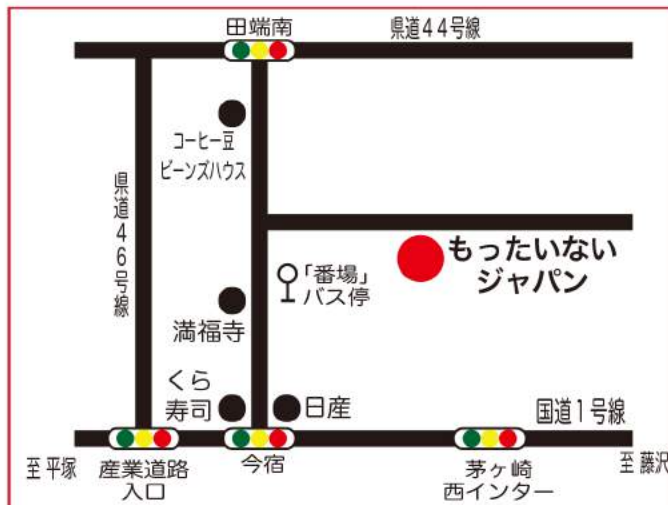 田端南
県道44号線
コーヒー豆
ビーンズハウス
県道46号線
もったいない
ジャパン
「番場」
バス停
満福寺
くら
寿司
日産
国道1号線
至 平塚
産業道路
入口
今宿
茅ヶ崎
西インター
至 藤沢